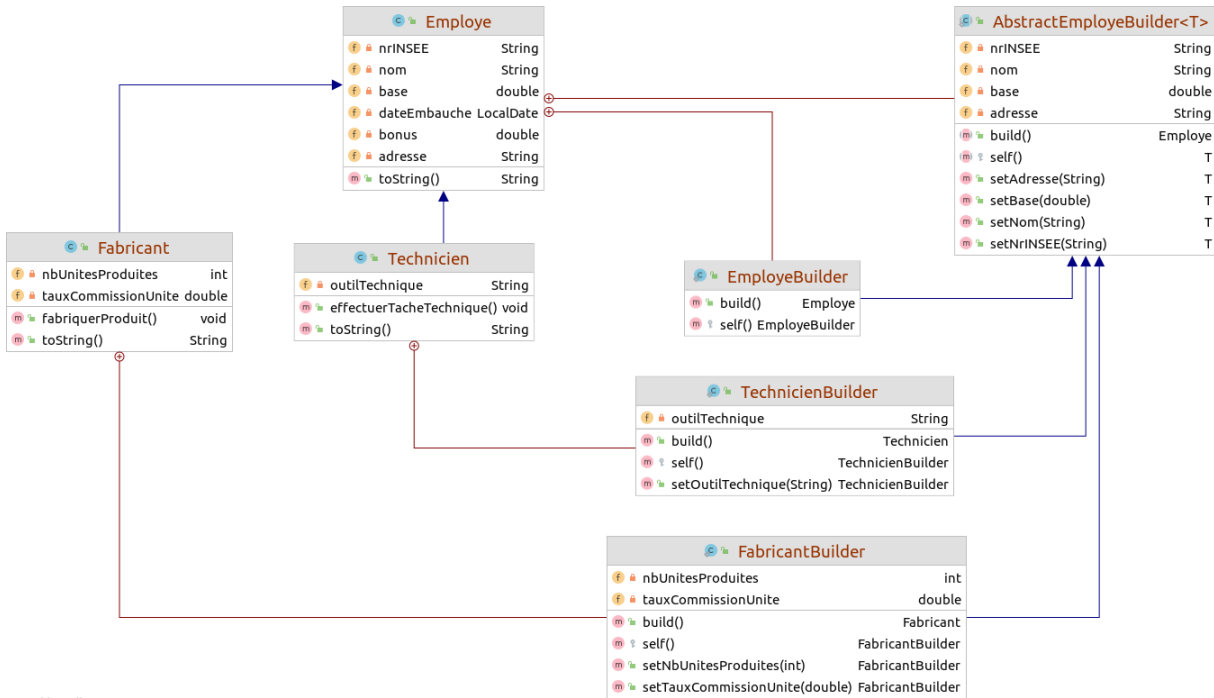 Employe
nrINSEE String
nom String
base double
dateEmbauche LocalDate
bonus double
adresse String
toString() String
AbstractEmployeBuilder<T>
nrINSEE String
nom String
base double
adresse String
build() Employe
self() T
setAdresse(String) T
setBase(double) T
setNom(String) T
setNrINSEE(String) T
Fabricant
nbUnitesProduites int
tauxCommissionUnite double
fabriquerProduit() void
toString() String
Technicien
outilTechnique String
effectuerTacheTechnique() void
toString() String
EmployeBuilder
build() Employe
self() EmployeBuilder
TechnicienBuilder
outilTechnique String
build() Technicien
self() TechnicienBuilder
setOutilTechnique(String) TechnicienBuilder
FabricantBuilder
nbUnitesProduites int
tauxCommissionUnite double
build() Fabricant
self() FabricantBuilder
setNbUnitesProduites(int) FabricantBuilder
setTauxCommissionUnite(double) FabricantBuilder